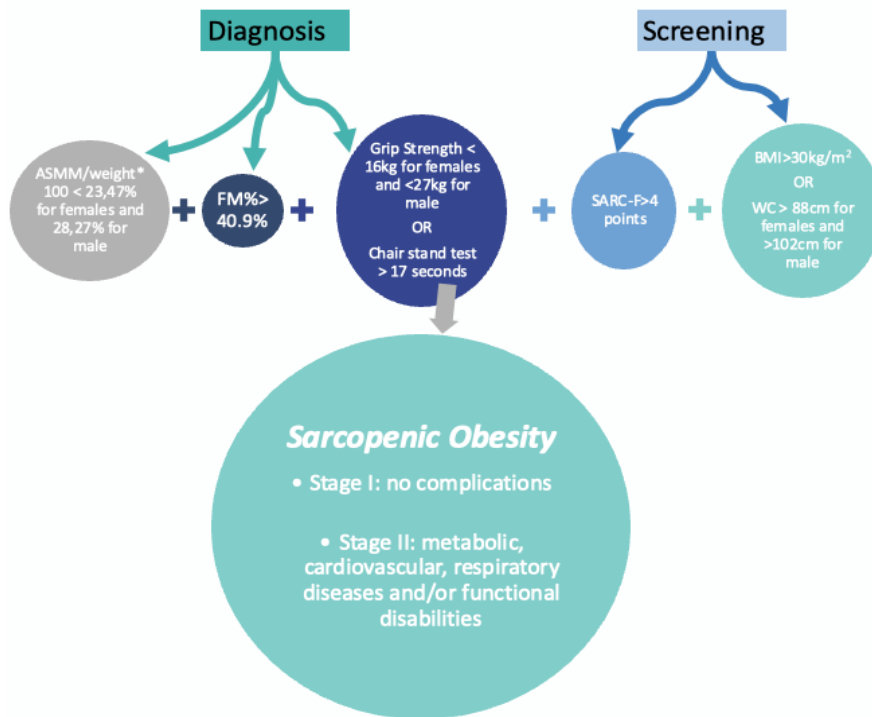 Diagnosis
Screening
ASMM/weight*
100 < 23,47%
for females and
28,27% for
male
+
FM%>
40.9%
+
Grip Strength <
16kg for females
and <27kg for
male
OR
Chair stand test
> 17 seconds
+
SARC-F>4
points
+
BMI>30kg/m²
OR
WC > 88cm for
females and
>102cm for
male
Sarcopenic Obesity
• Stage I: no complications
• Stage II: metabolic,
cardiovascular, respiratory
diseases and/or functional
disabilities